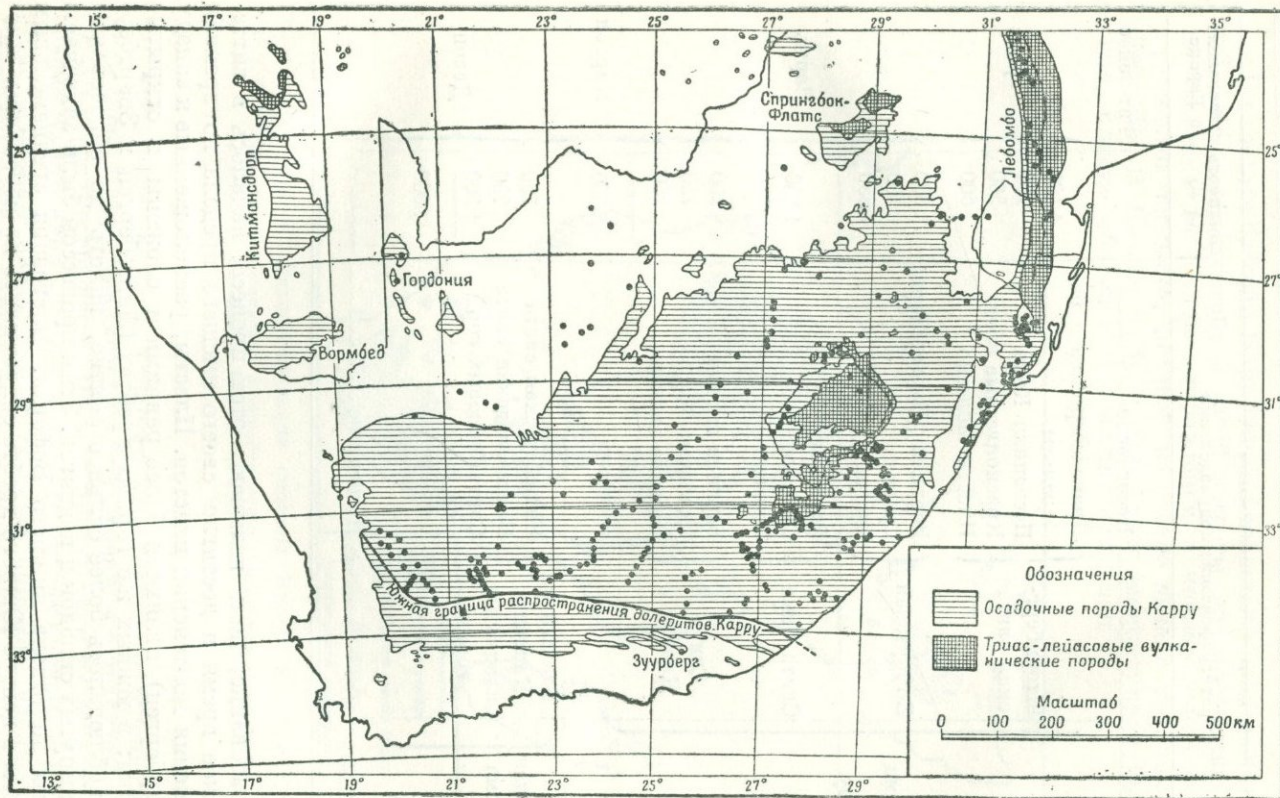 15° 17° 19° 21° 23° 25° 27° 29° 31° 33° 35°
Спрингбок-
Флатс
Лебомбо
25° 25°
Китмансдорп
27° 27°
Гордония
Вормбед
29° 31°
31° 33°
Южная граница распространения долеритов Карру
33°
Зуурберг
Обозначения
Осадочные породы Карру
Триас-лейасовые вулка-
нические породы
Масштаб
0 100 200 300 400 500 км
13° 15° 17° 19° 21° 23° 25° 27° 29°